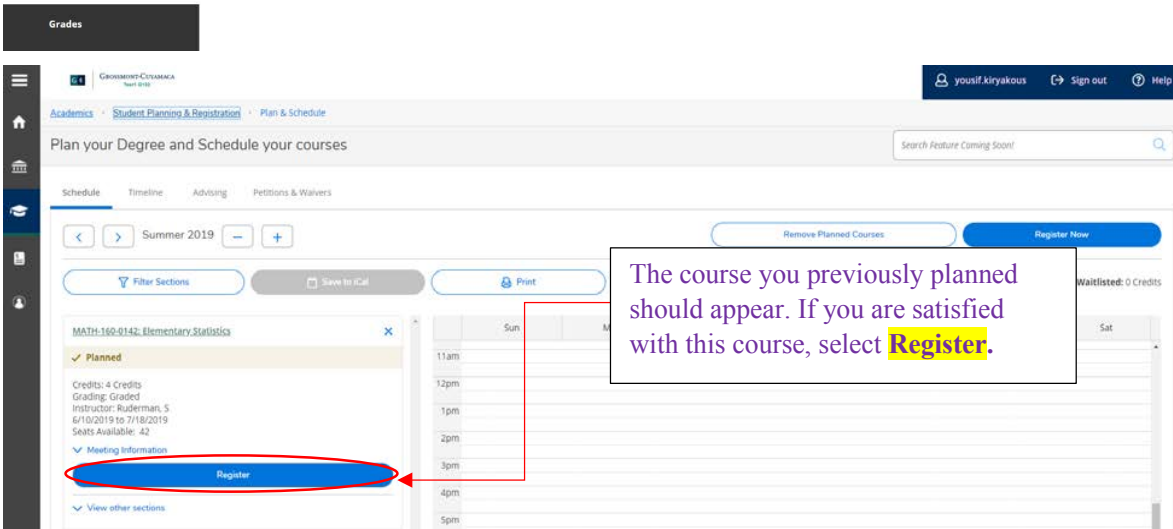 Grades
GROSSMONT-CUYAMACA
yousif.kiryakous
Sign out
Help
Academics
Student Planning & Registration
Plan & Schedule
Plan your Degree and Schedule your courses
Search Feature Coming Soon!
Schedule
Timeline
Advising
Petitions & Waivers
Summer 2019
Remove Planned Courses
Register Now
Filter Sections
Save to iCal
Print
Waitlisted: 0 Credits
The course you previously planned
should appear. If you are satisfied
with this course, select Register.
MATH-160-0142: Elementary Statistics
Planned
Credits: 4 Credits
Grading: Graded
Instructor: Ruderman, S
6/10/2019 to 7/18/2019
Seats Available: 42
Meeting Information
Register
View other sections
Sun
M
Sat
11am
12pm
1pm
2pm
3pm
4pm
5pm